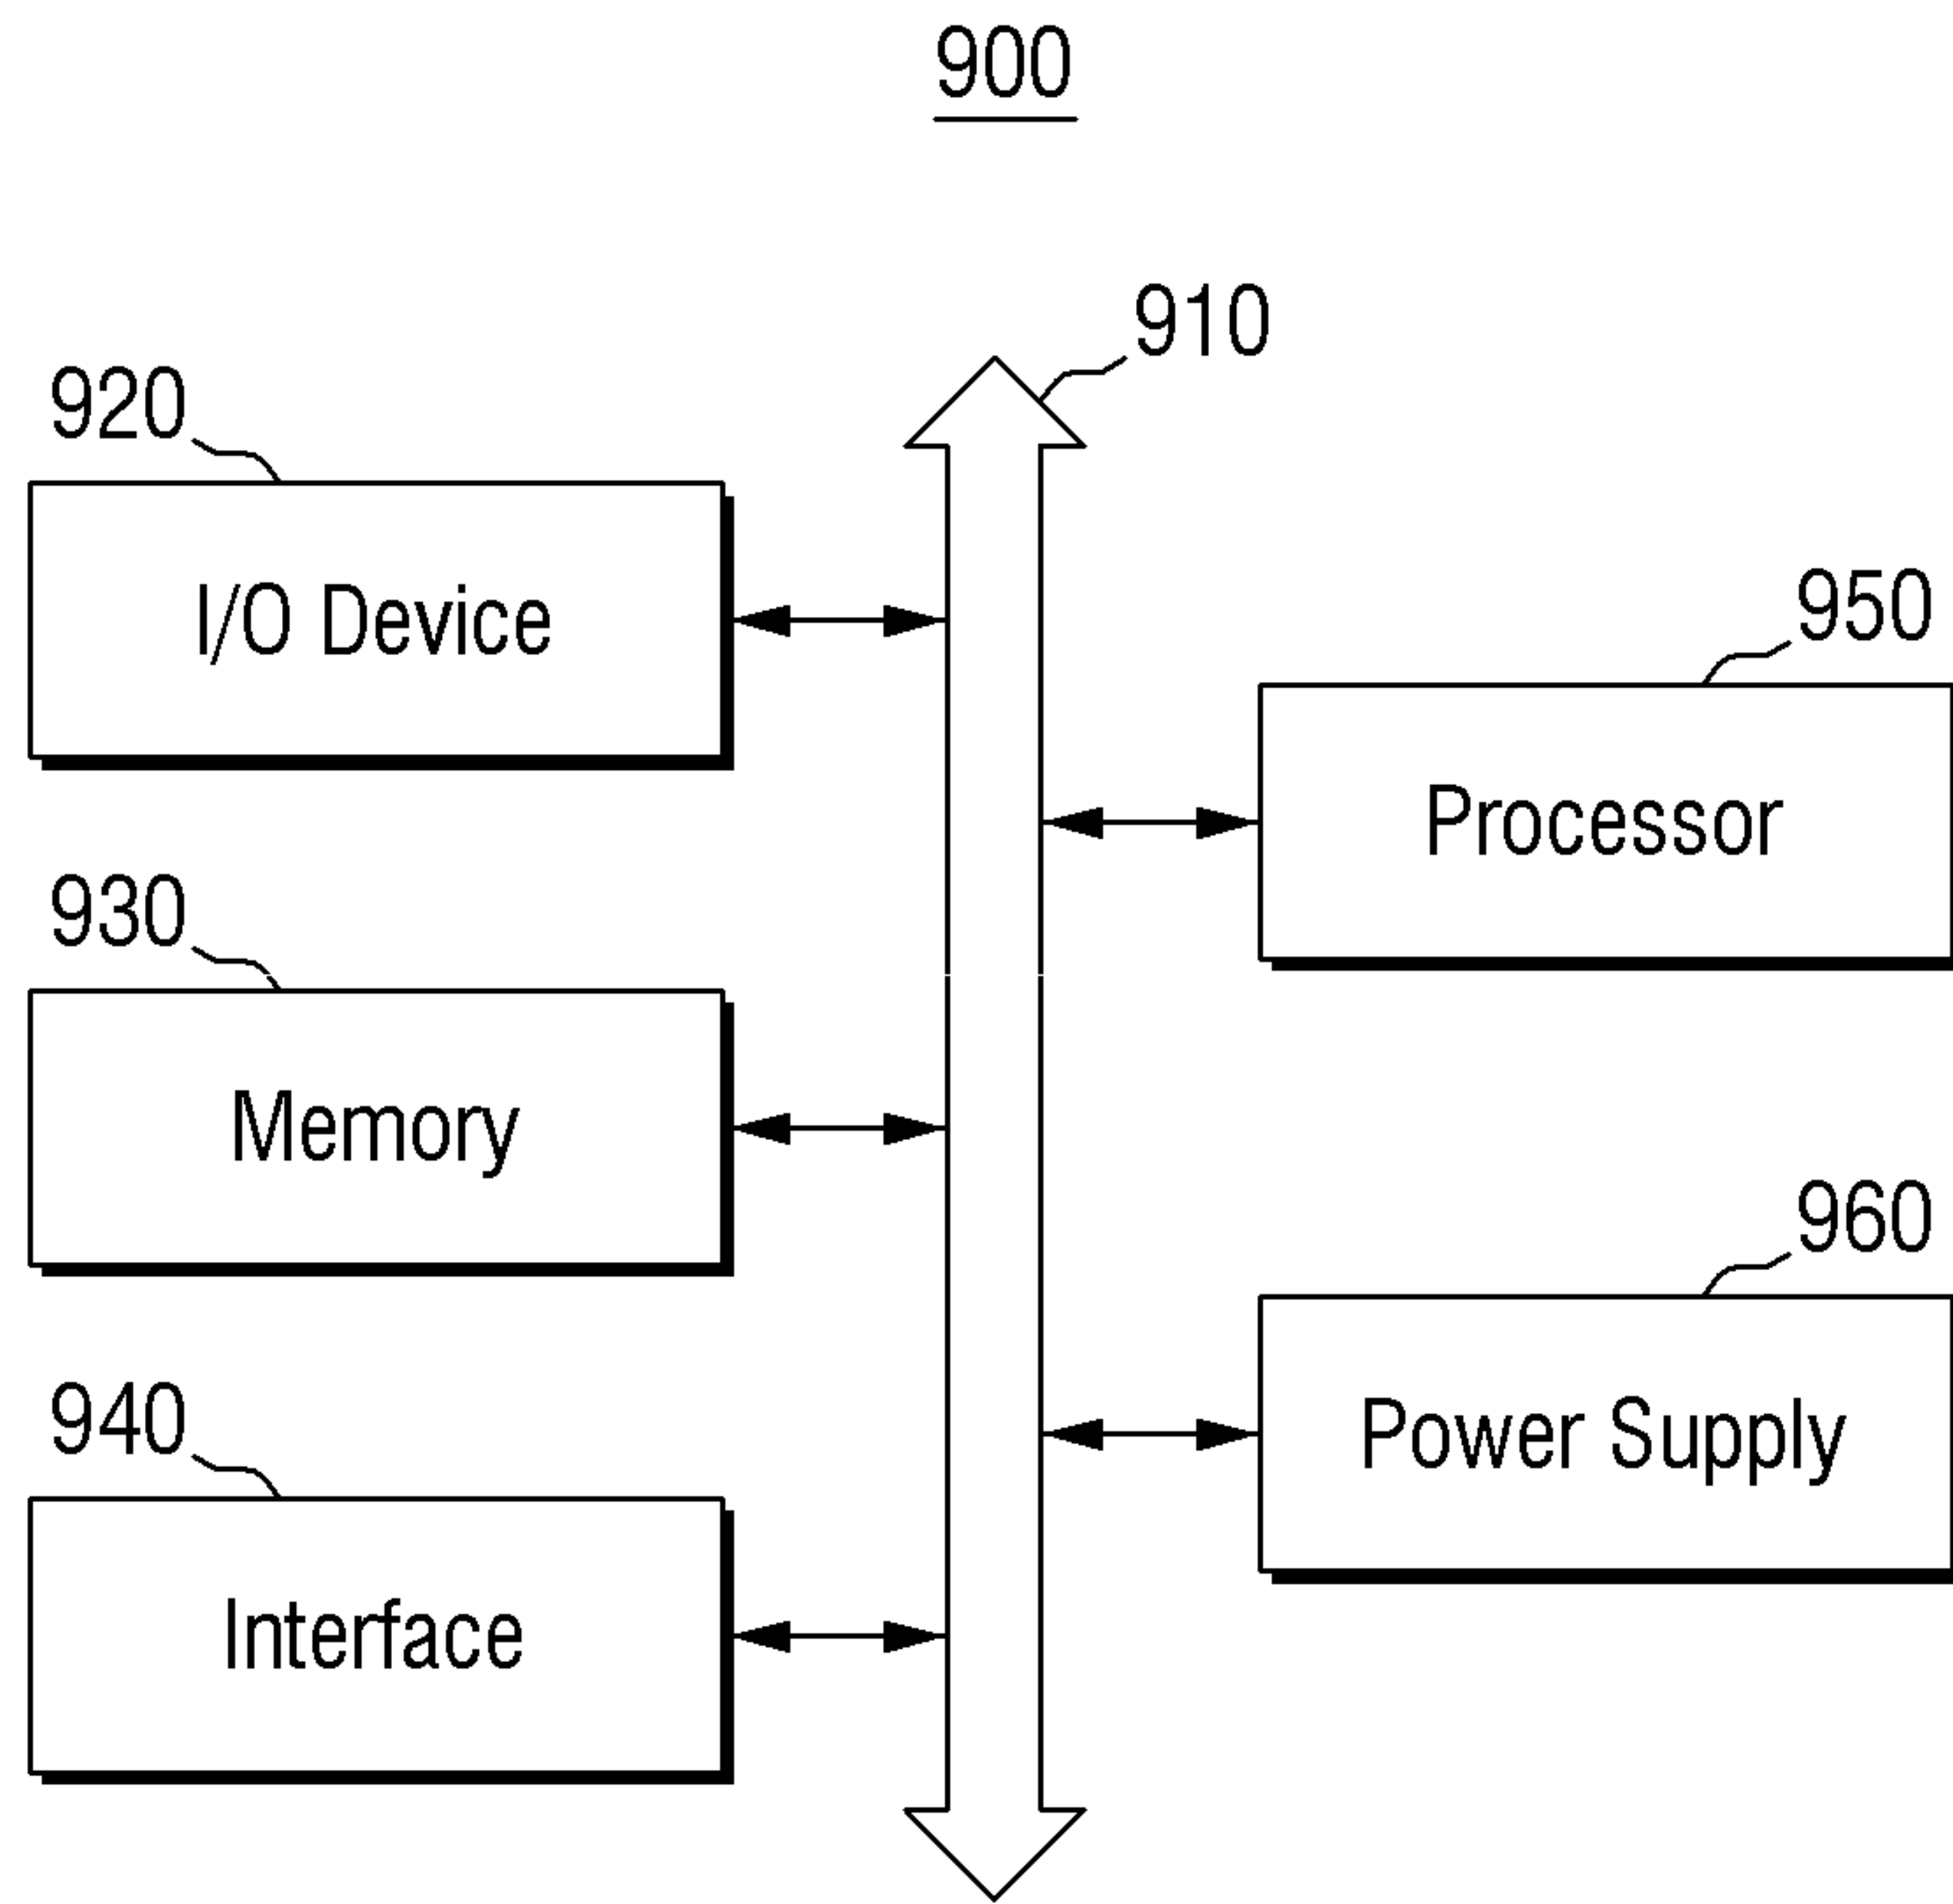 900
910
920
I/O Device
950
Processor
930
Memory
960
Power Supply
940
Interface